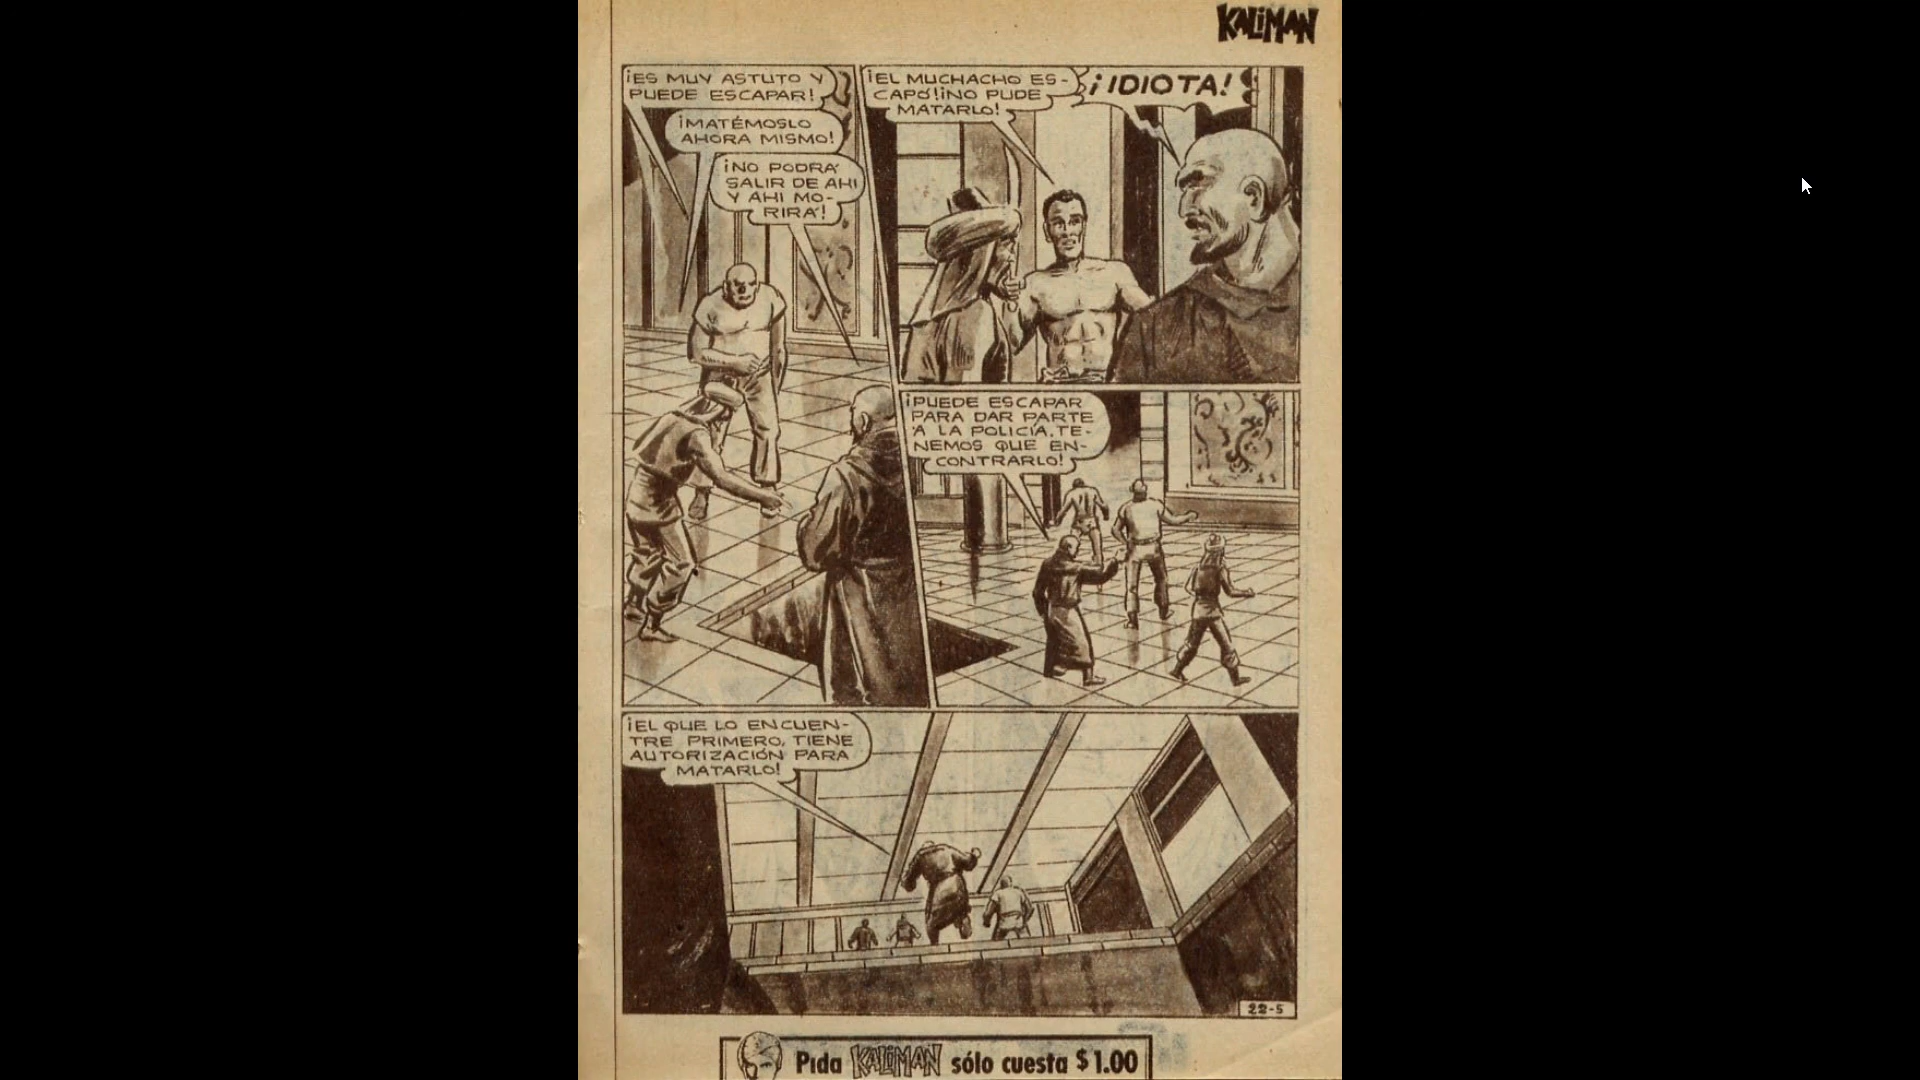 KALIMAN
¡ES MUY ASTUTO Y
PUEDE ESCAPAR!
¡MATÉMOSLO
AHORA MISMO!
¡NO PODRÁ
SALIR DE AHI
Y AHI MO-
RIRÁ!
¡EL MUCHACHO ES-
CAPÓ! ¡NO PUDE
MATARLO!
¡IDIOTA!
¡PUEDE ESCAPAR
PARA DAR PARTE
A LA POLICÍA, TE-
NEMOS QUE EN-
CONTRARLO!
¡EL QUE LO ENCUEN-
TRE PRIMERO, TIENE
AUTORIZACIÓN PARA
MATARLO!
22-5
Pida KALIMAN sólo cuesta $1.00